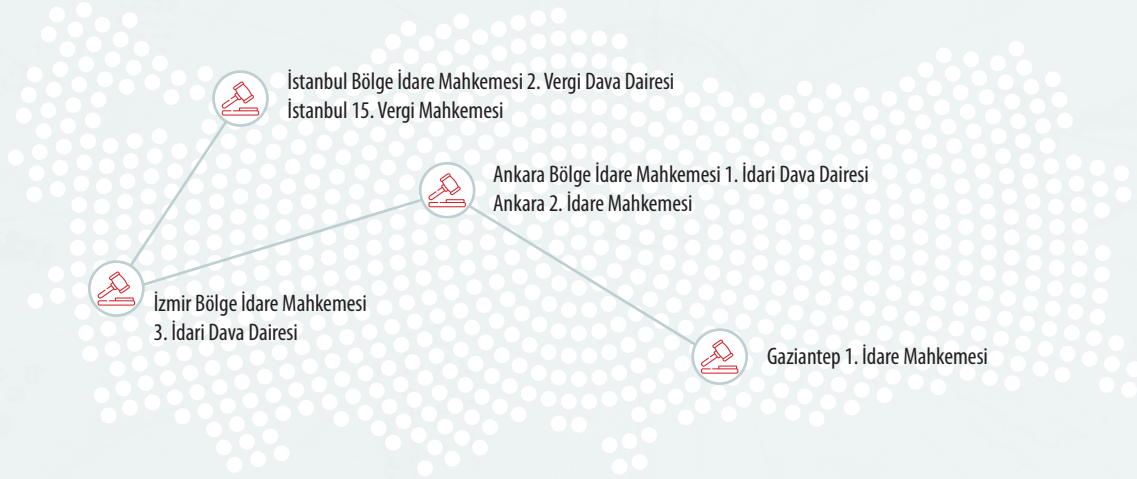 İstanbul Bölge İdare Mahkemesi 2. Vergi Dava Dairesi
İstanbul 15. Vergi Mahkemesi
Ankara Bölge İdare Mahkemesi 1. İdari Dava Dairesi
Ankara 2. İdare Mahkemesi
İzmir Bölge İdare Mahkemesi
3. İdari Dava Dairesi
Gaziantep 1. İdare Mahkemesi